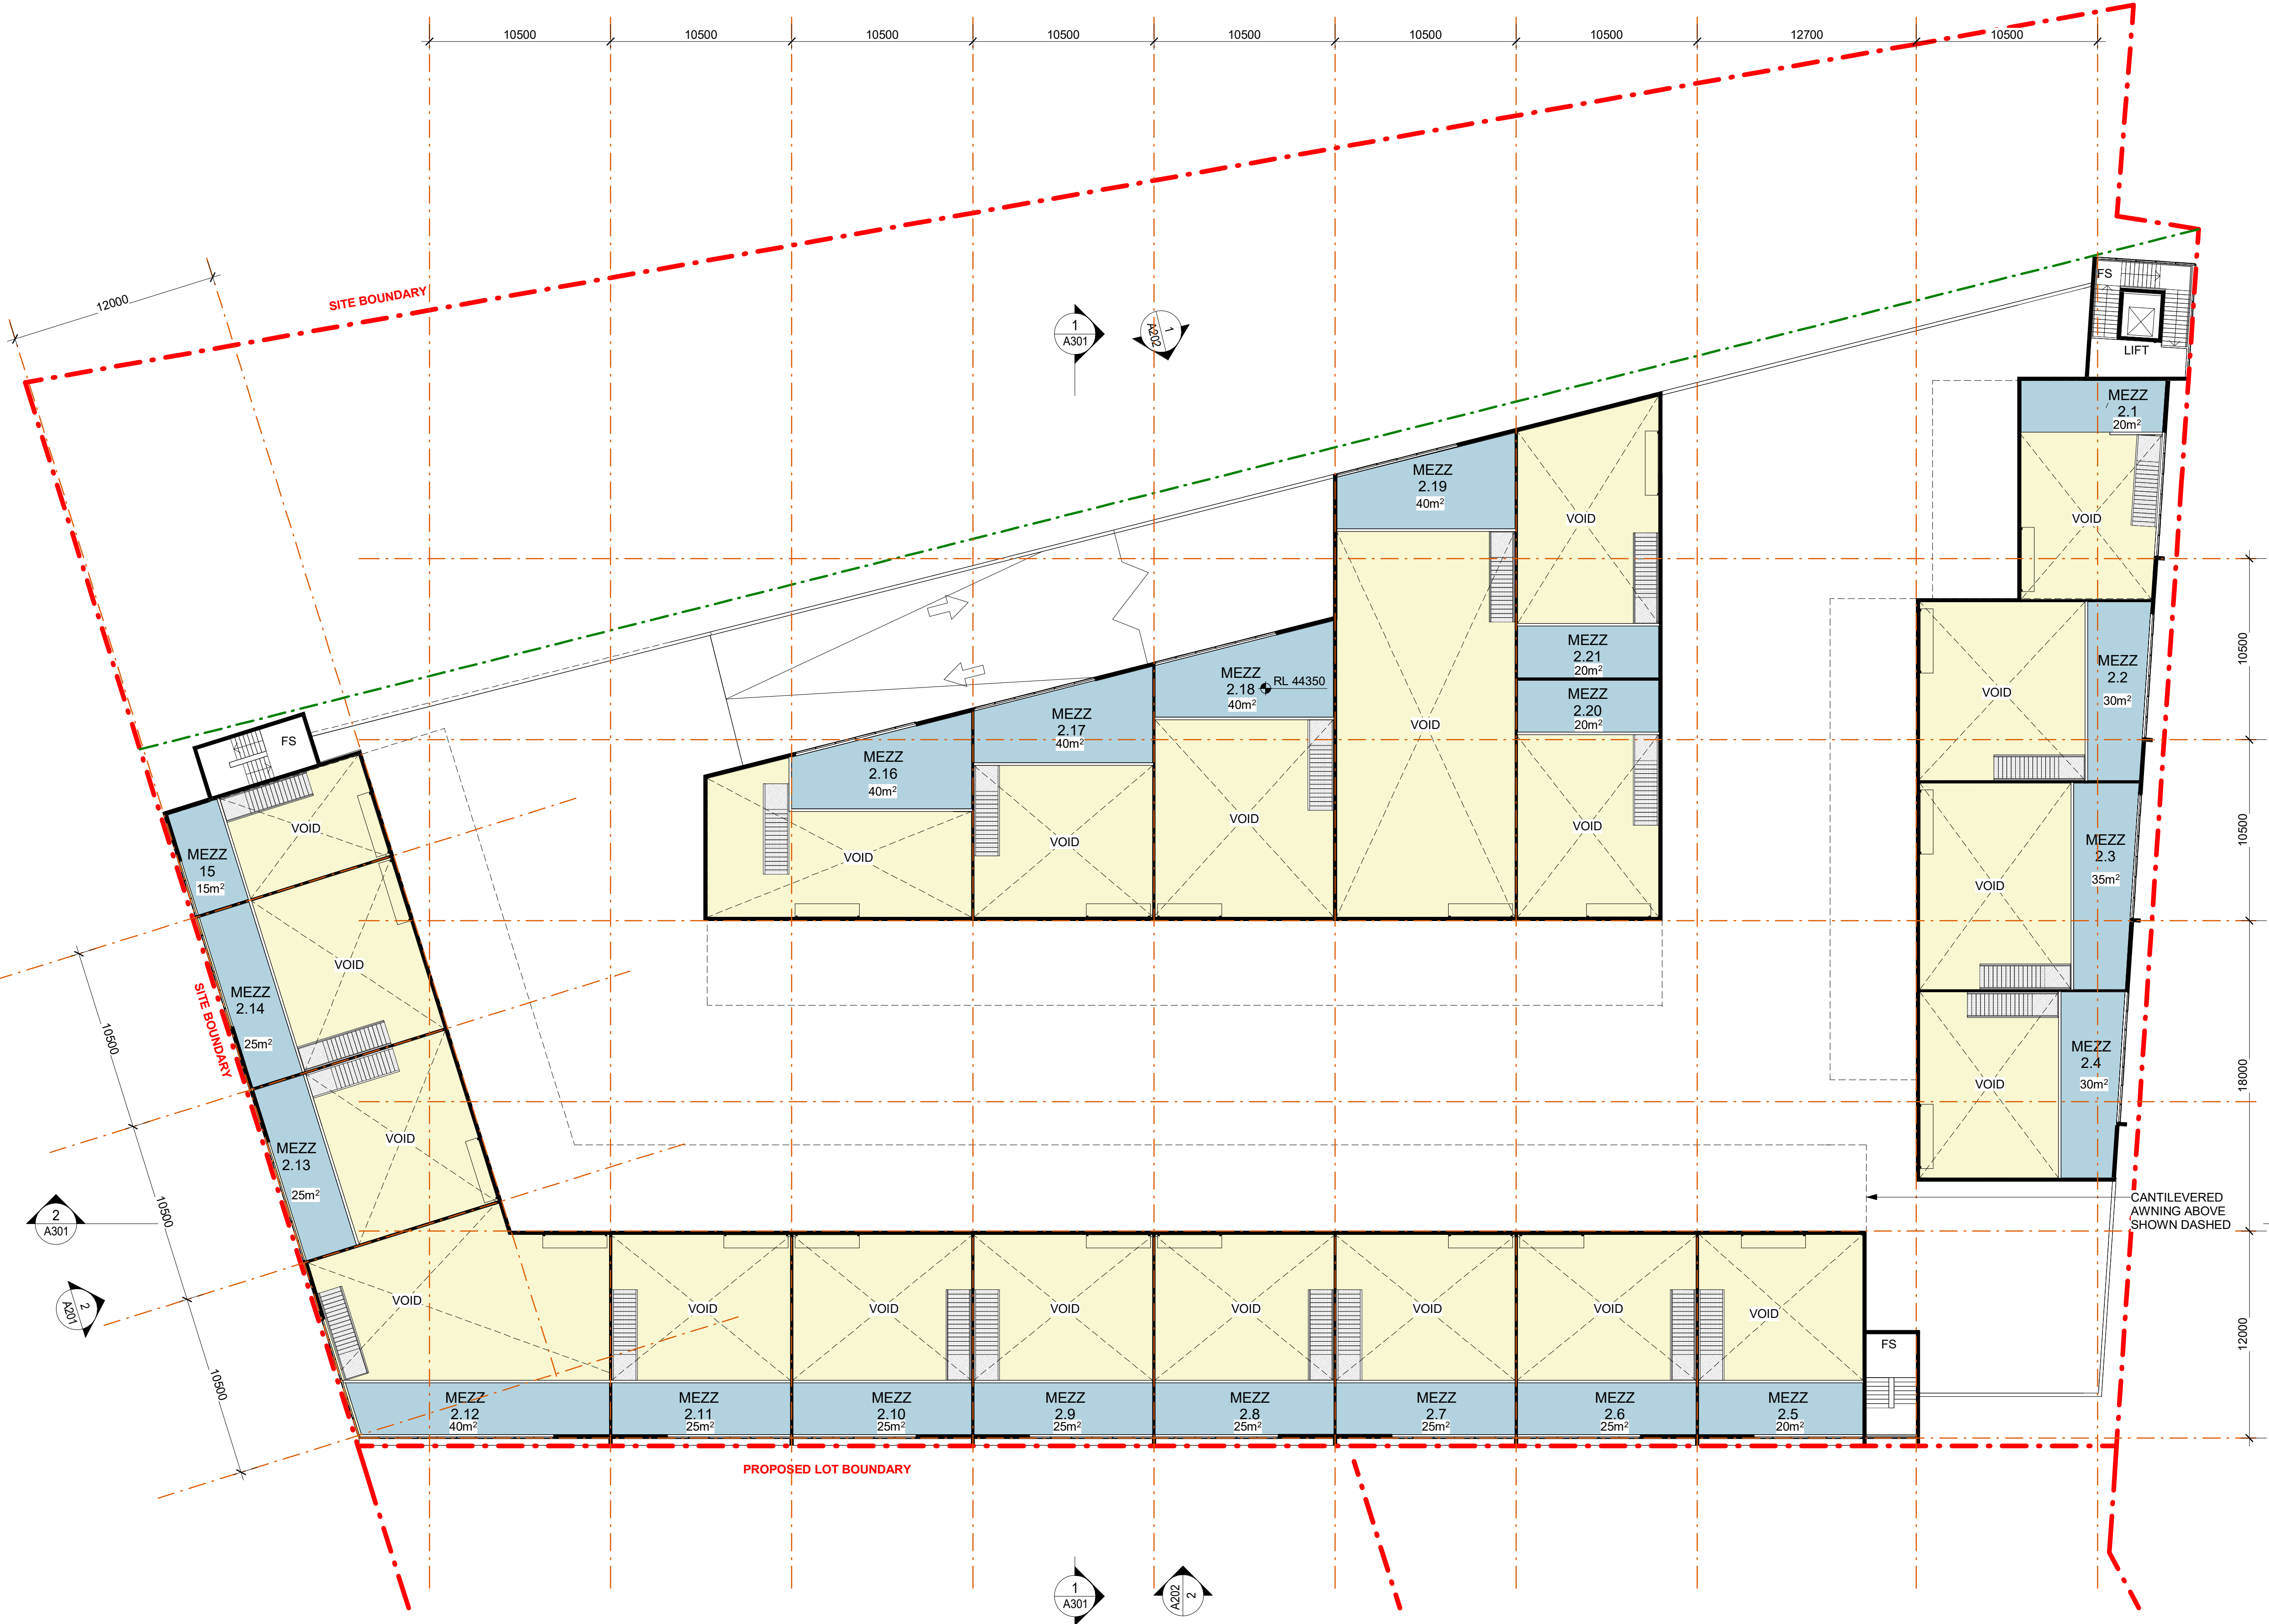 10500
10500
10500
10500
10500
10500
10500
12700
10500
12000
SITE BOUNDARY
1
A301
1
A202
FS
LIFT
MEZZ
2.1
20m²
VOID
MEZZ
2.19
40m²
VOID
VOID
MEZZ
2.21
20m²
MEZZ
2.20
20m²
VOID
MEZZ
2.18
40m²
RL 44350
VOID
MEZZ
2.17
40m²
VOID
MEZZ
2.16
40m²
VOID
MEZZ
2.2
30m²
VOID
MEZZ
2.3
35m²
VOID
MEZZ
2.4
30m²
VOID
10500
10500
18000
12000
FS
VOID
MEZZ
15
15m²
VOID
MEZZ
2.14
25m²
VOID
MEZZ
2.13
25m²
SITE BOUNDARY
10500
10500
10500
2
A301
2
A201
CANTILEVERED
AWNING ABOVE
SHOWN DASHED
VOID
VOID
VOID
VOID
VOID
VOID
VOID
VOID
FS
MEZZ
2.12
40m²
MEZZ
2.11
25m²
MEZZ
2.10
25m²
MEZZ
2.9
25m²
MEZZ
2.8
25m²
MEZZ
2.7
25m²
MEZZ
2.6
25m²
MEZZ
2.5
20m²
PROPOSED LOT BOUNDARY
1
A301
A202
2